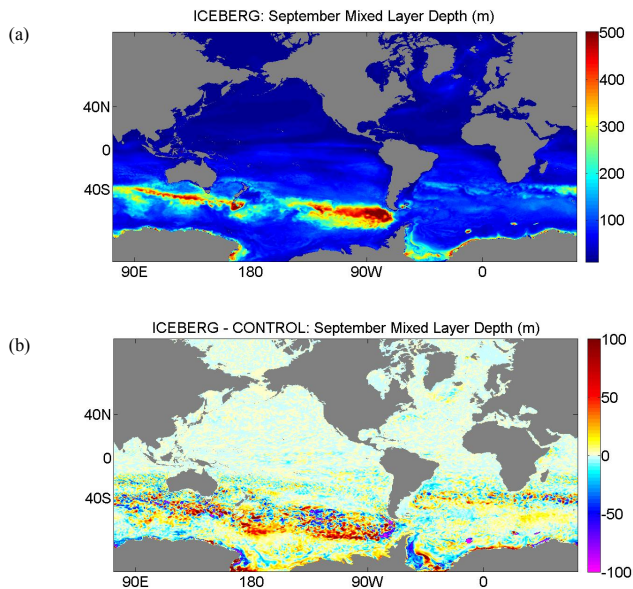 ICEBERG: September Mixed Layer Depth (m)
(a)
500
400
300
200
100
40N
0
40S
90E 180 90W 0
ICEBERG - CONTROL: September Mixed Layer Depth (m)
(b)
100
50
-0
-50
-100
40N
0
40S
90E 180 90W 0